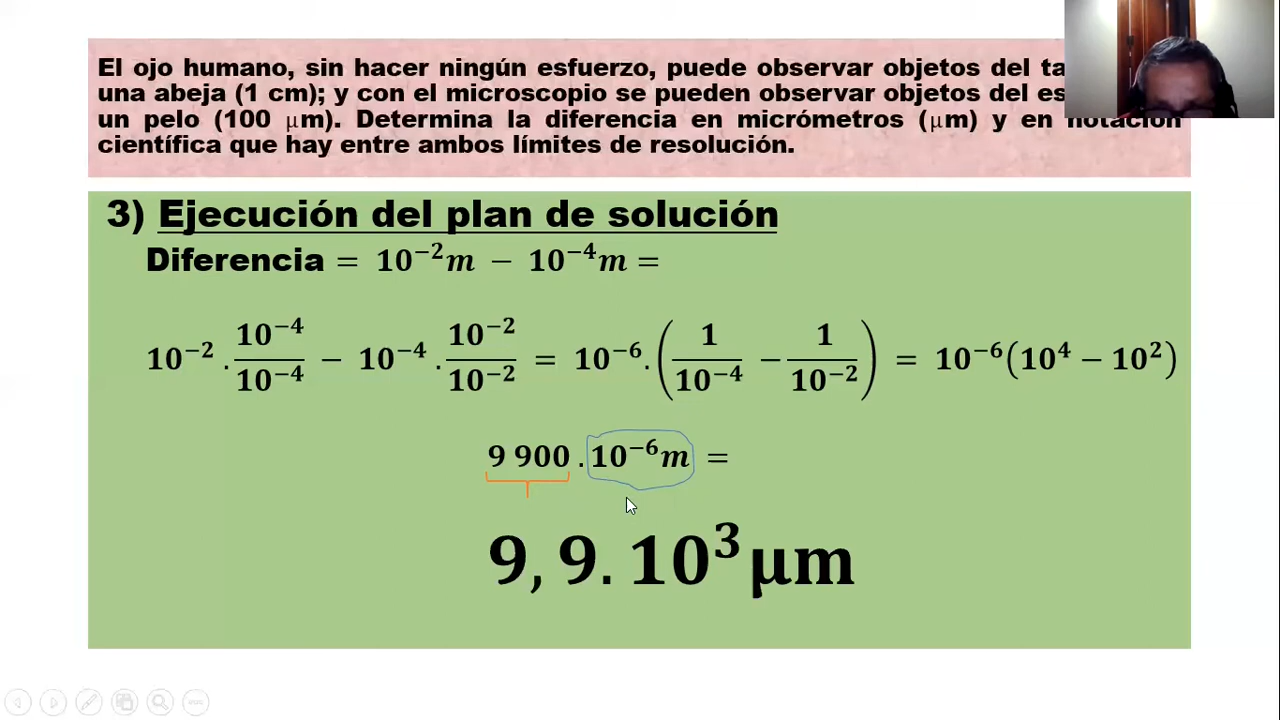 El ojo humano, sin hacer ningún esfuerzo, puede observar objetos del
una abeja (1 cm); y con el microscopio se pueden observar objetos del
un pelo (100 μm). Determina la diferencia en micrómetros (μm) y en notación
científica que hay entre ambos límites de resolución.
3) Ejecución del plan de solución
Diferencia = 10⁻²m − 10⁻⁴m =
10⁻² . 10⁻⁴/10⁻⁴ − 10⁻⁴ . 10⁻²/10⁻² = 10⁻⁶ . (1/10⁻⁴ − 1/10⁻²) = 10⁻⁶(10⁴ − 10²)
9 900 . 10⁻⁶m =
9,9. 10³μm